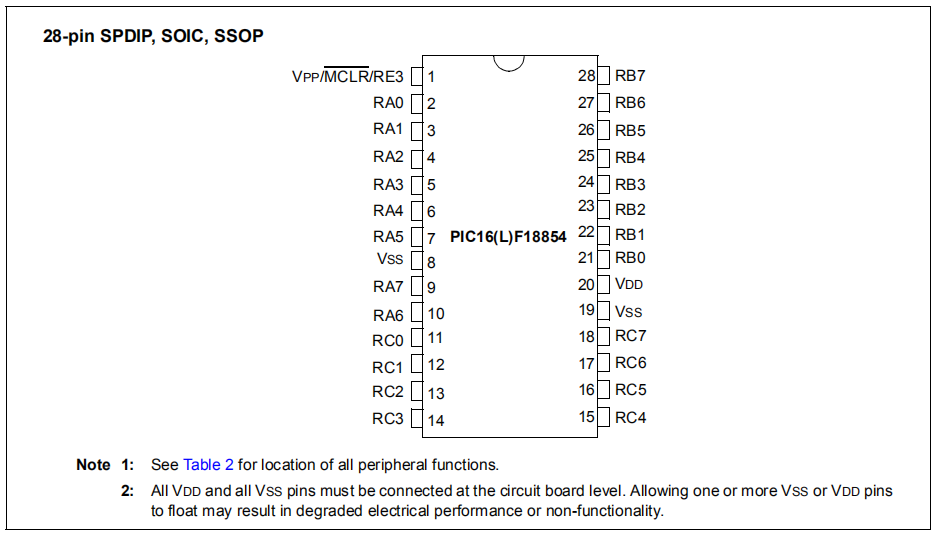 28-pin SPDIP, SOIC, SSOP
VPP/MCLR/RE3 1 28 RB7
RA0 2 27 RB6
RA1 3 26 RB5
RA2 4 25 RB4
RA3 5 24 RB3
RA4 6 23 RB2
RA5 7 PIC16(L)F18854 22 RB1
VSS 8 21 RB0
RA7 9 20 VDD
RA6 10 19 VSS
RC0 11 18 RC7
RC1 12 17 RC6
RC2 13 16 RC5
RC3 14 15 RC4
Note 1: See Table 2 for location of all peripheral functions.
2: All VDD and all VSS pins must be connected at the circuit board level. Allowing one or more VSS or VDD pins
to float may result in degraded electrical performance or non-functionality.